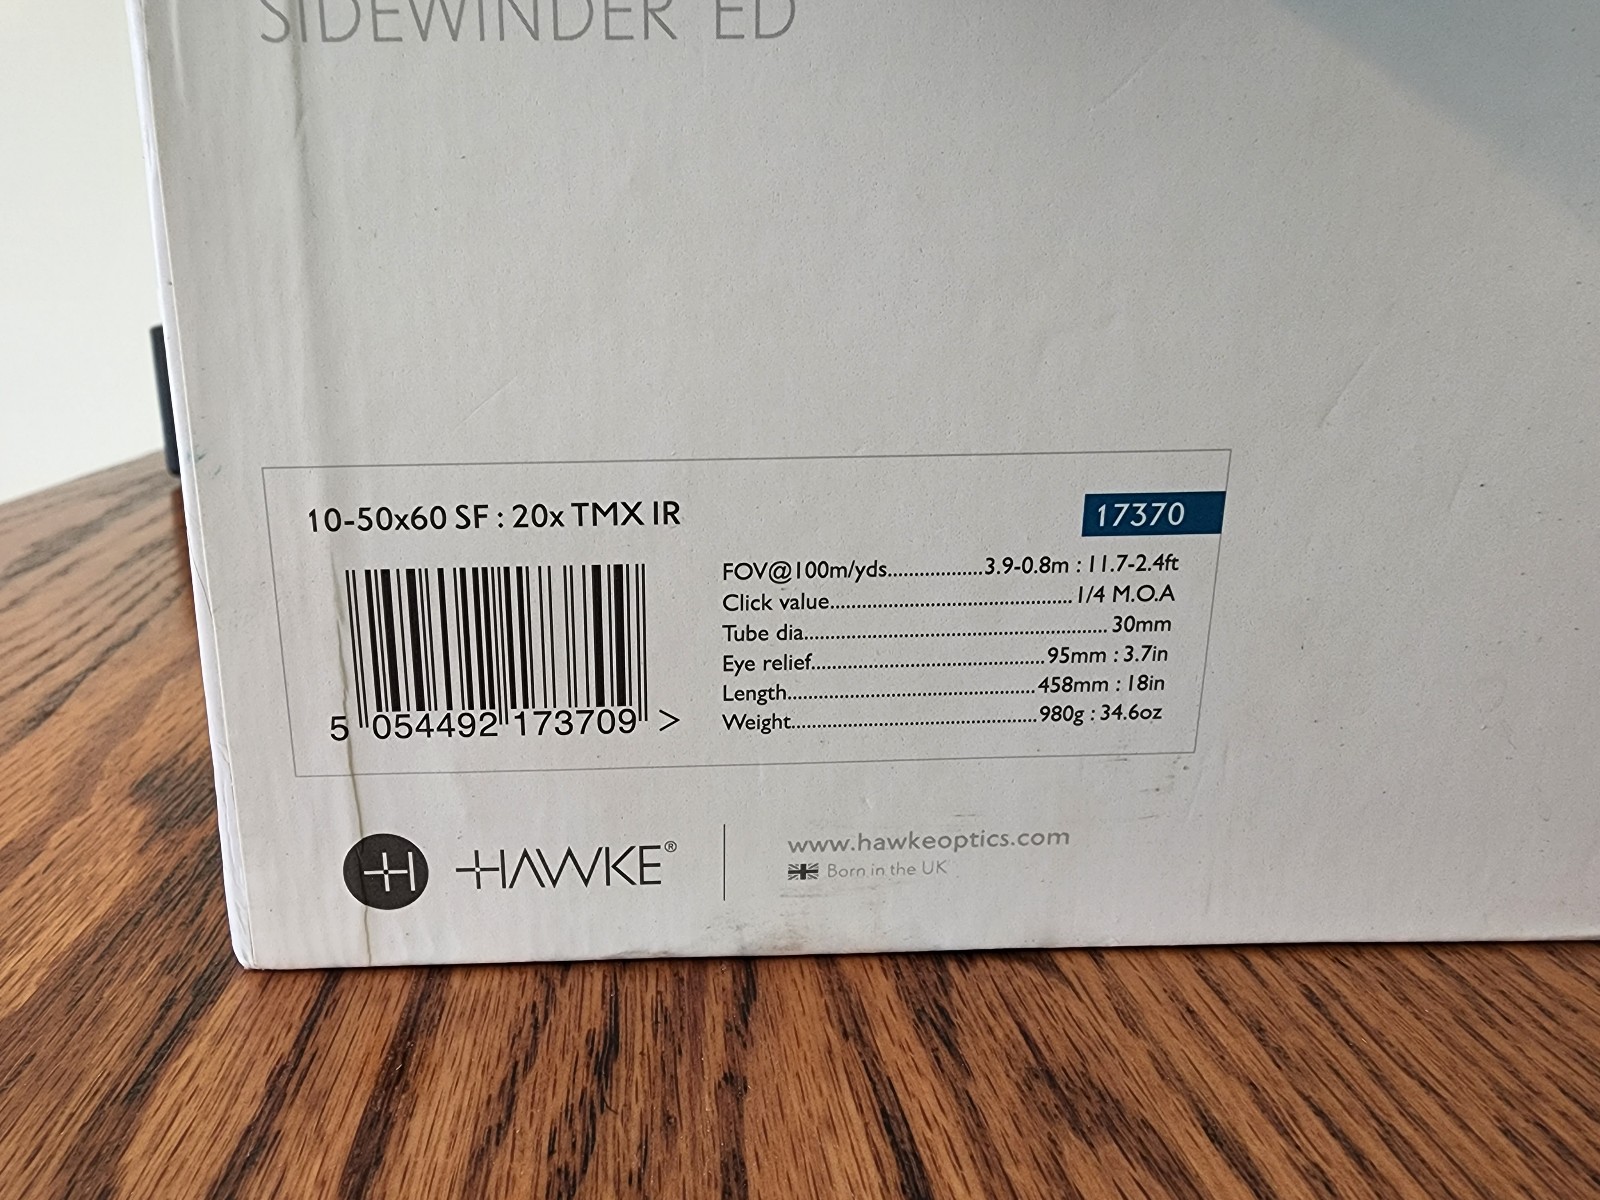 SIDEWINDER ED
10-50x60 SF : 20x TMX IR
17370
FOV@100m/yds..................3.9-0.8m : 11.7-2.4ft
Click value.............................................. 1/4 M.O.A
Tube dia.......................................................... 30mm
Eye relief............................................95mm : 3.7in
Length...............................................458mm : 18in
Weight...............................................980g : 34.6oz
5 054492 173709 >
HAWKE®
www.hawkeoptics.com
Born in the UK